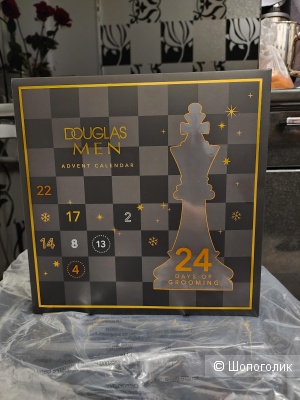 DOUGLAS
MEN
ADVENT CALENDAR
22
17
2
14
8
13
4
24
DAYS OF
GROOMING
© Шопоголик